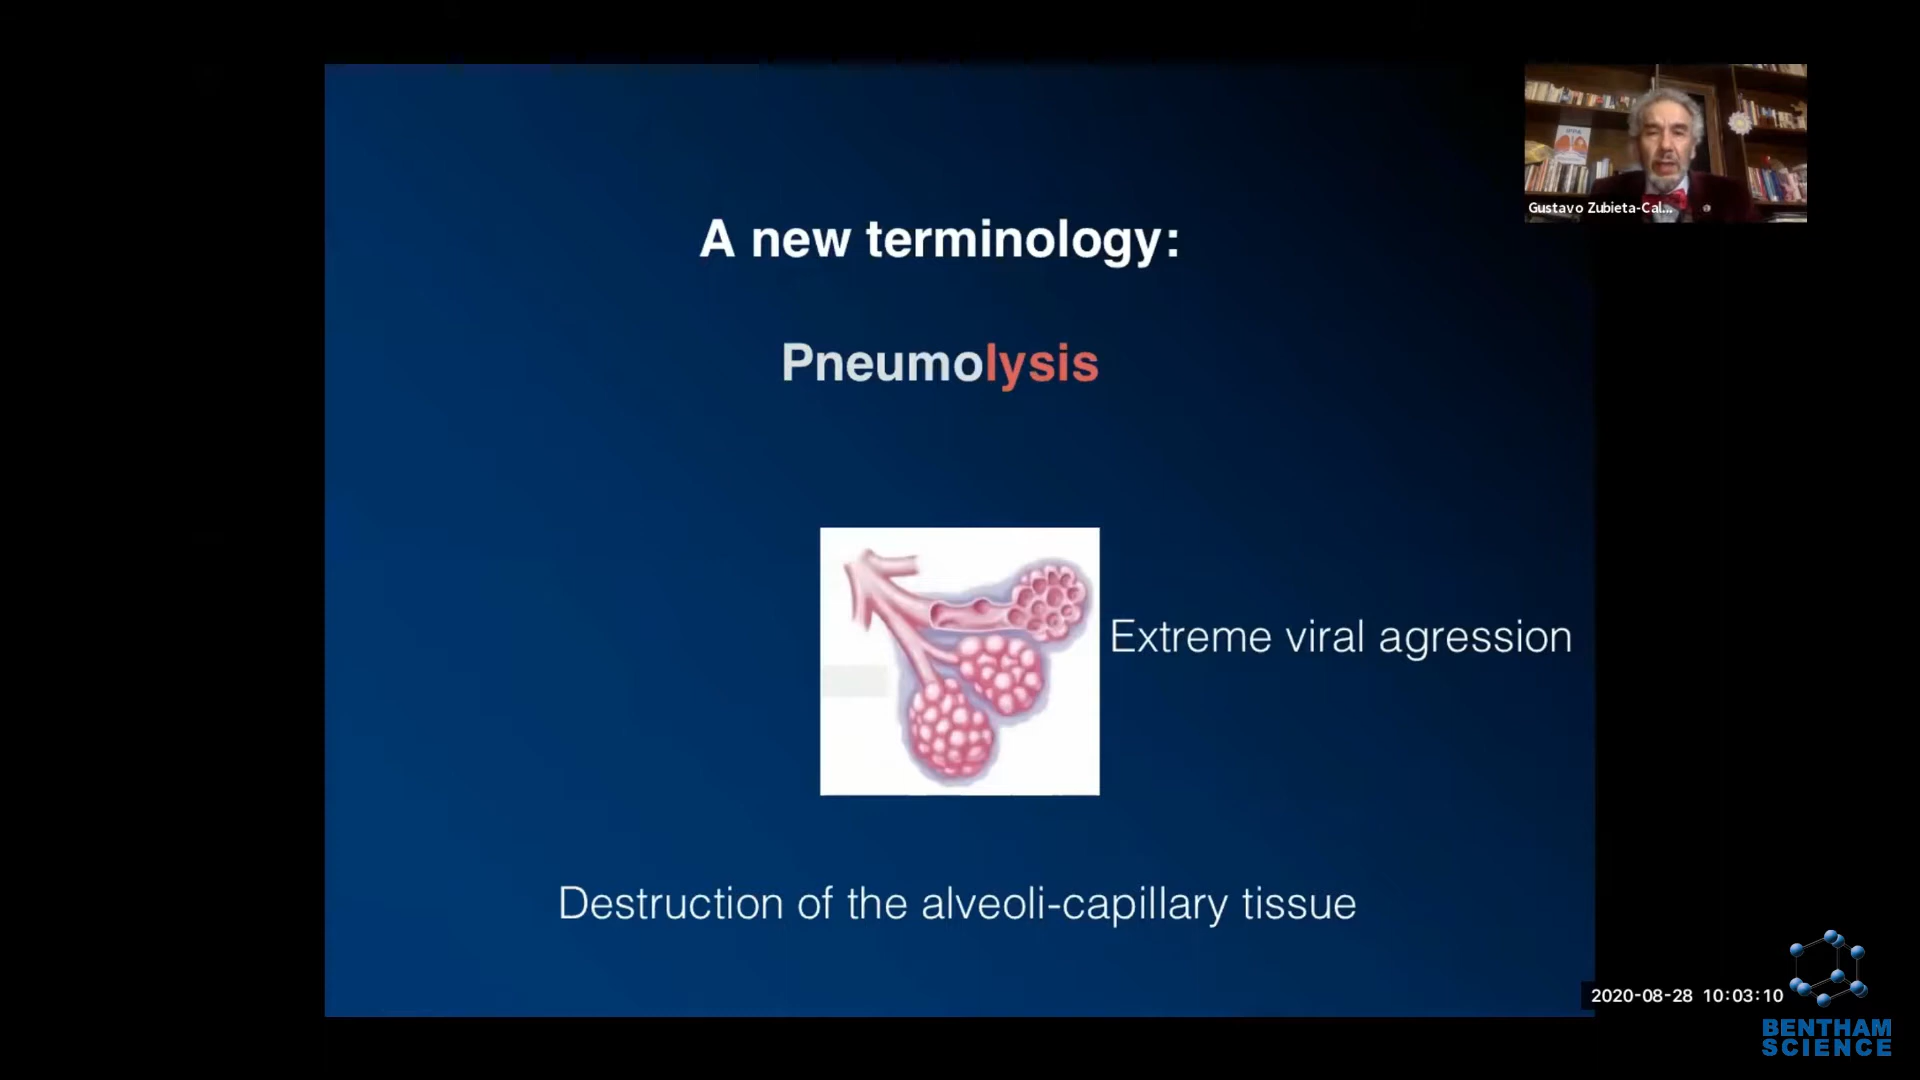 A new terminology:
Gustavo Zubieta-Cal...
Pneumolysis
Extreme viral agression
Destruction of the alveoli-capillary tissue
2020-08-28 10:03:10
BENTHAM
SCIENCE